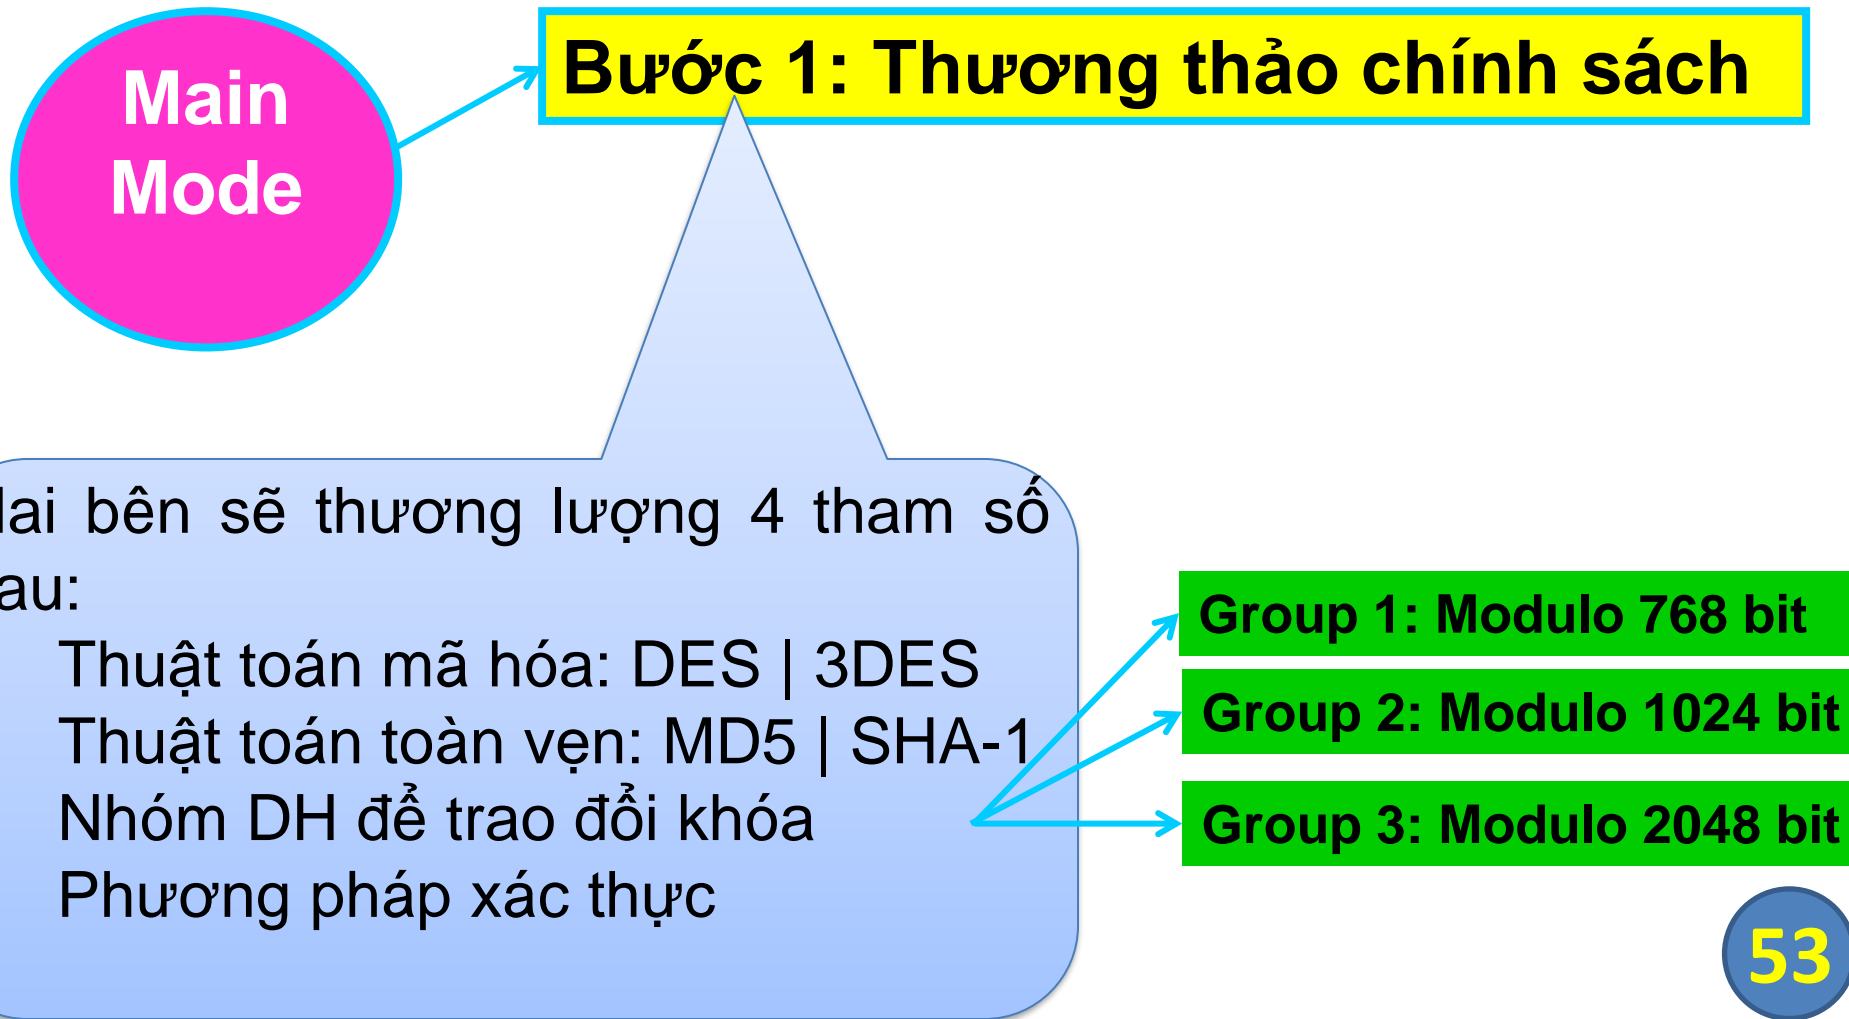 Main
Mode
Bước 1: Thương thảo chính sách
ai bên sẽ thương lượng 4 tham số
au:
Thuật toán mã hóa: DES | 3DES
Thuật toán toàn vẹn: MD5 | SHA-1
Nhóm DH để trao đổi khóa
Phương pháp xác thực
Group 1: Modulo 768 bit
Group 2: Modulo 1024 bit
Group 3: Modulo 2048 bit
53